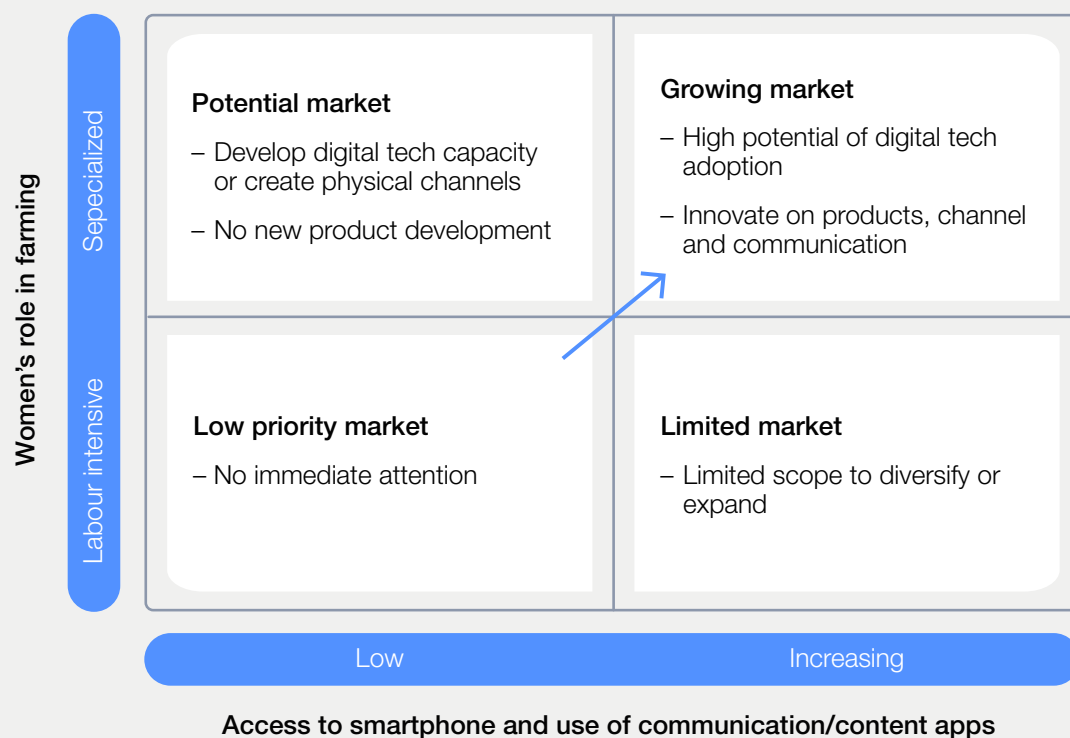 Women's role in farming
Sepecialized
Labour intensive
Potential market
– Develop digital tech capacity
or create physical channels
– No new product development
Growing market
– High potential of digital tech
adoption
– Innovate on products, channel
and communication
Low priority market
– No immediate attention
Limited market
– Limited scope to diversify or
expand
Low
Increasing
Access to smartphone and use of communication/content apps